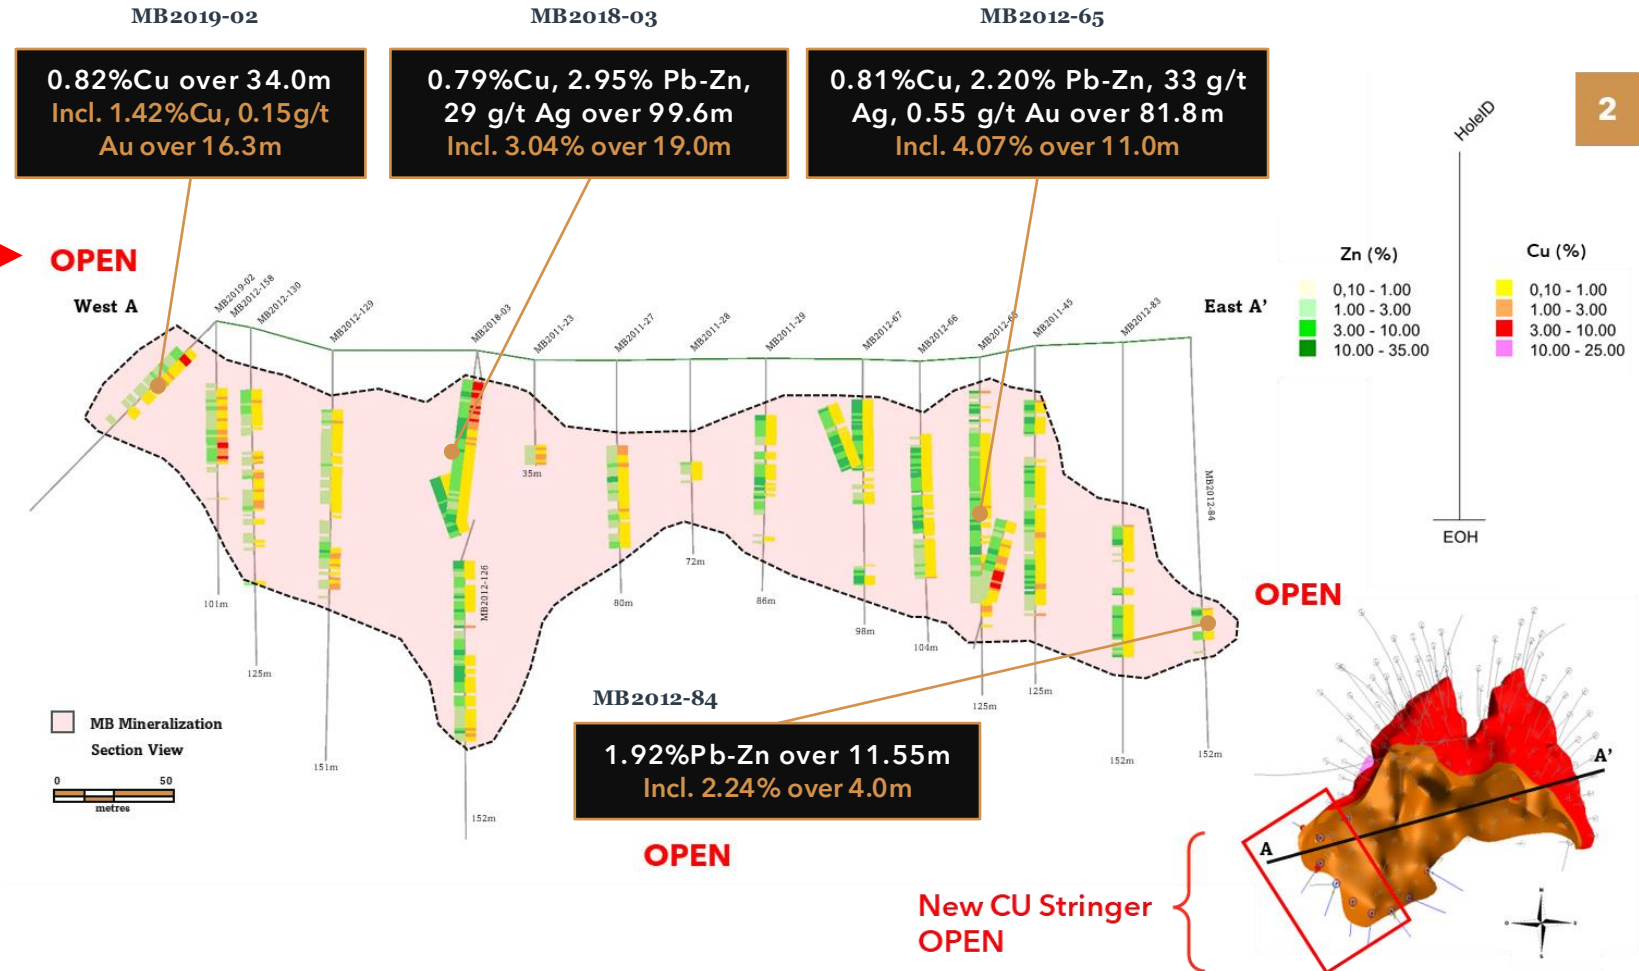 MB2019-02
MB2018-03
MB2012-65
0.82%Cu over 34.0m
Incl. 1.42%Cu, 0.15g/t
Au over 16.3m
0.79%Cu, 2.95% Pb-Zn,
29 g/t Ag over 99.6m
Incl. 3.04% over 19.0m
0.81%Cu, 2.20% Pb-Zn, 33 g/t
Ag, 0.55 g/t Au over 81.8m
Incl. 4.07% over 11.0m
2
HoleID
EOH
Zn (%)
0,10 - 1.00
1.00 - 3.00
3.00 - 10.00
10.00 - 35.00
Cu (%)
0,10 - 1.00
1.00 - 3.00
3.00 - 10.00
10.00 - 25.00
OPEN
West A
East A’
MB2019-02
MB2012-158
MB2012-130
MB2012-129
MB2018-03
MB2011-23
MB2011-27
MB2011-28
MB2011-29
MB2012-67
MB2012-66
MB2011-45
MB2012-83
MB2012-84
MB2012-126
35m
72m
80m
86m
98m
101m
104m
125m
125m
125m
151m
152m
152m
152m
OPEN
MB2012-84
1.92%Pb-Zn over 11.55m
Incl. 2.24% over 4.0m
MB Mineralization
Section View
0 50
metres
OPEN
A
A’
New CU Stringer
OPEN